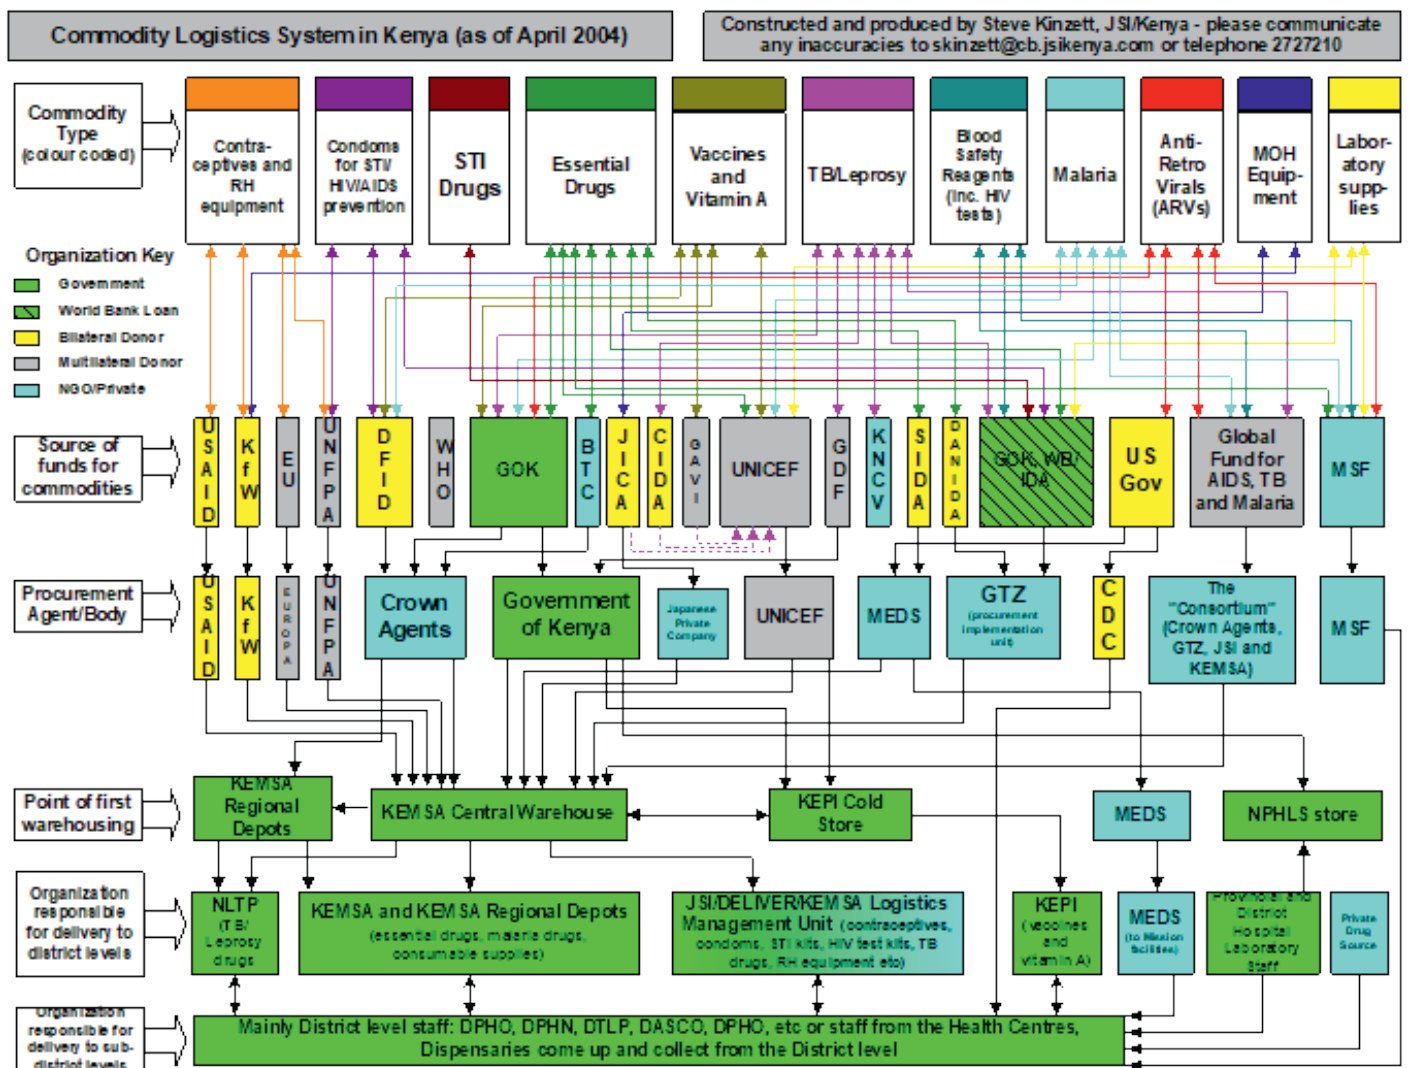 Commodity Logistics System in Kenya (as of April 2004)
Constructed and produced by Steve Kinzett, JSI/Kenya - please communicate
any inaccuracies to skinzett@cb.jsikenya.com or telephone 2727210
Commodity
Type
(colour coded)
Contra-
ceptives and
RH
equipment
Condoms
for STI/
HIV/AIDS
prevention
STI
Drugs
Essential
Drugs
Vaccines
and
Vitamin A
TB/Leprosy
Blood
Safety
Reagents
(Inc. HIV
tests)
Malaria
Anti-
Retro
Virals
(ARVs)
MOH
Equip-
ment
Labor-
atory
supp-
lies
Organization Key
Government
World Bank Loan
Bilateral Donor
Multilateral Donor
NGO/Private
Source of
funds for
commodities
USAID
KfW
EU
UNFPA
DFID
WHO
GOK
BTC
JICA
CIDA
GAVI
UNICEF
GDF
KNCV
SIDA
DANIDA
GOK, WB/
IDA
US
Gov
Global
Fund for
AIDS, TB
and Malaria
MSF
Procurement
Agent/Body
USAID
KfW
EUROPA
UNFPA
Crown
Agents
Government
of Kenya
Japanese
Private
Company
UNICEF
MEDS
GTZ
(procurement
implementation
unit)
CDC
The
"Consortium"
(Crown Agents,
GTZ, JSI and
KEMSA)
MSF
Point of first
warehousing
KEMSA
Regional
Depots
KEMSA Central Warehouse
KEPI Cold
Store
MEDS
NPHLS store
Organization
responsible
for delivery to
district levels
NLTP
(TB/
Leprosy
drugs
KEMSA and KEMSA Regional Depots
(essential drugs, malaria drugs,
consumable supplies)
JSI/DELIVER/KEMSA Logistics
Management Unit (contraceptives,
condoms, STI kits, HIV test kits, TB
drugs, RH equipment etc)
KEPI
(vaccines
and
vitamin A)
MEDS
(to Mission
facilities)
Provincial and
District
Hospital
Laboratory
Staff
Private
Drug
Source
Organization
responsible for
delivery to sub-
district levels
Mainly District level staff: DPHO, DPHN, DTLP, DASCO, DPHO, etc or staff from the Health Centres,
Dispensaries come up and collect from the District level